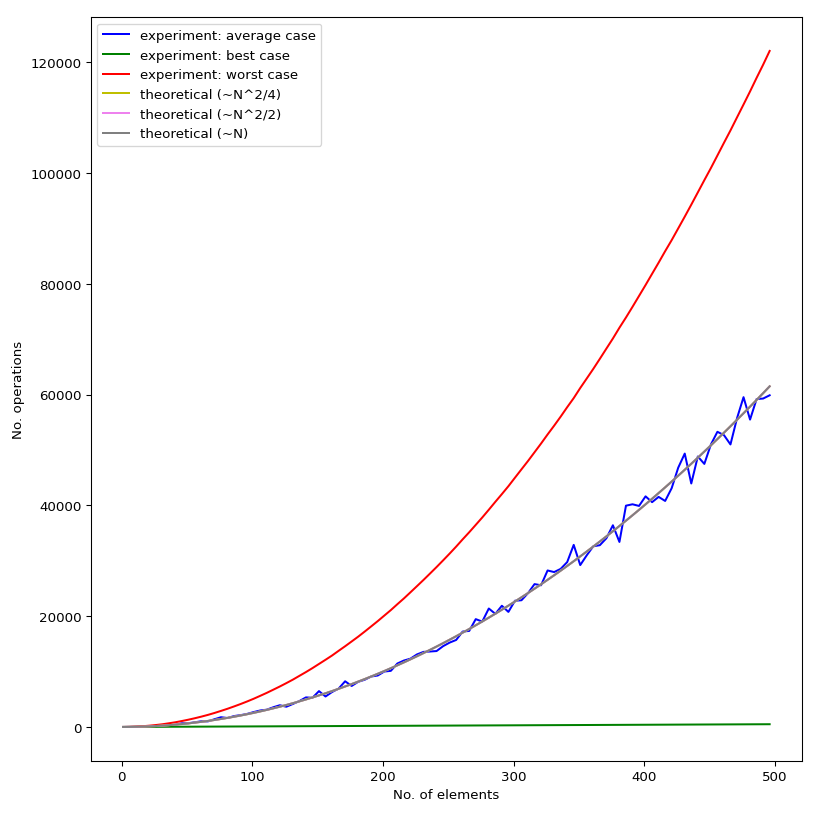 experiment: average case
experiment: best case
experiment: worst case
theoretical (~N^2/4)
theoretical (~N^2/2)
theoretical (~N)
120000
100000
80000
60000
40000
20000
0
No. operations
0 100 200 300 400 500
No. of elements